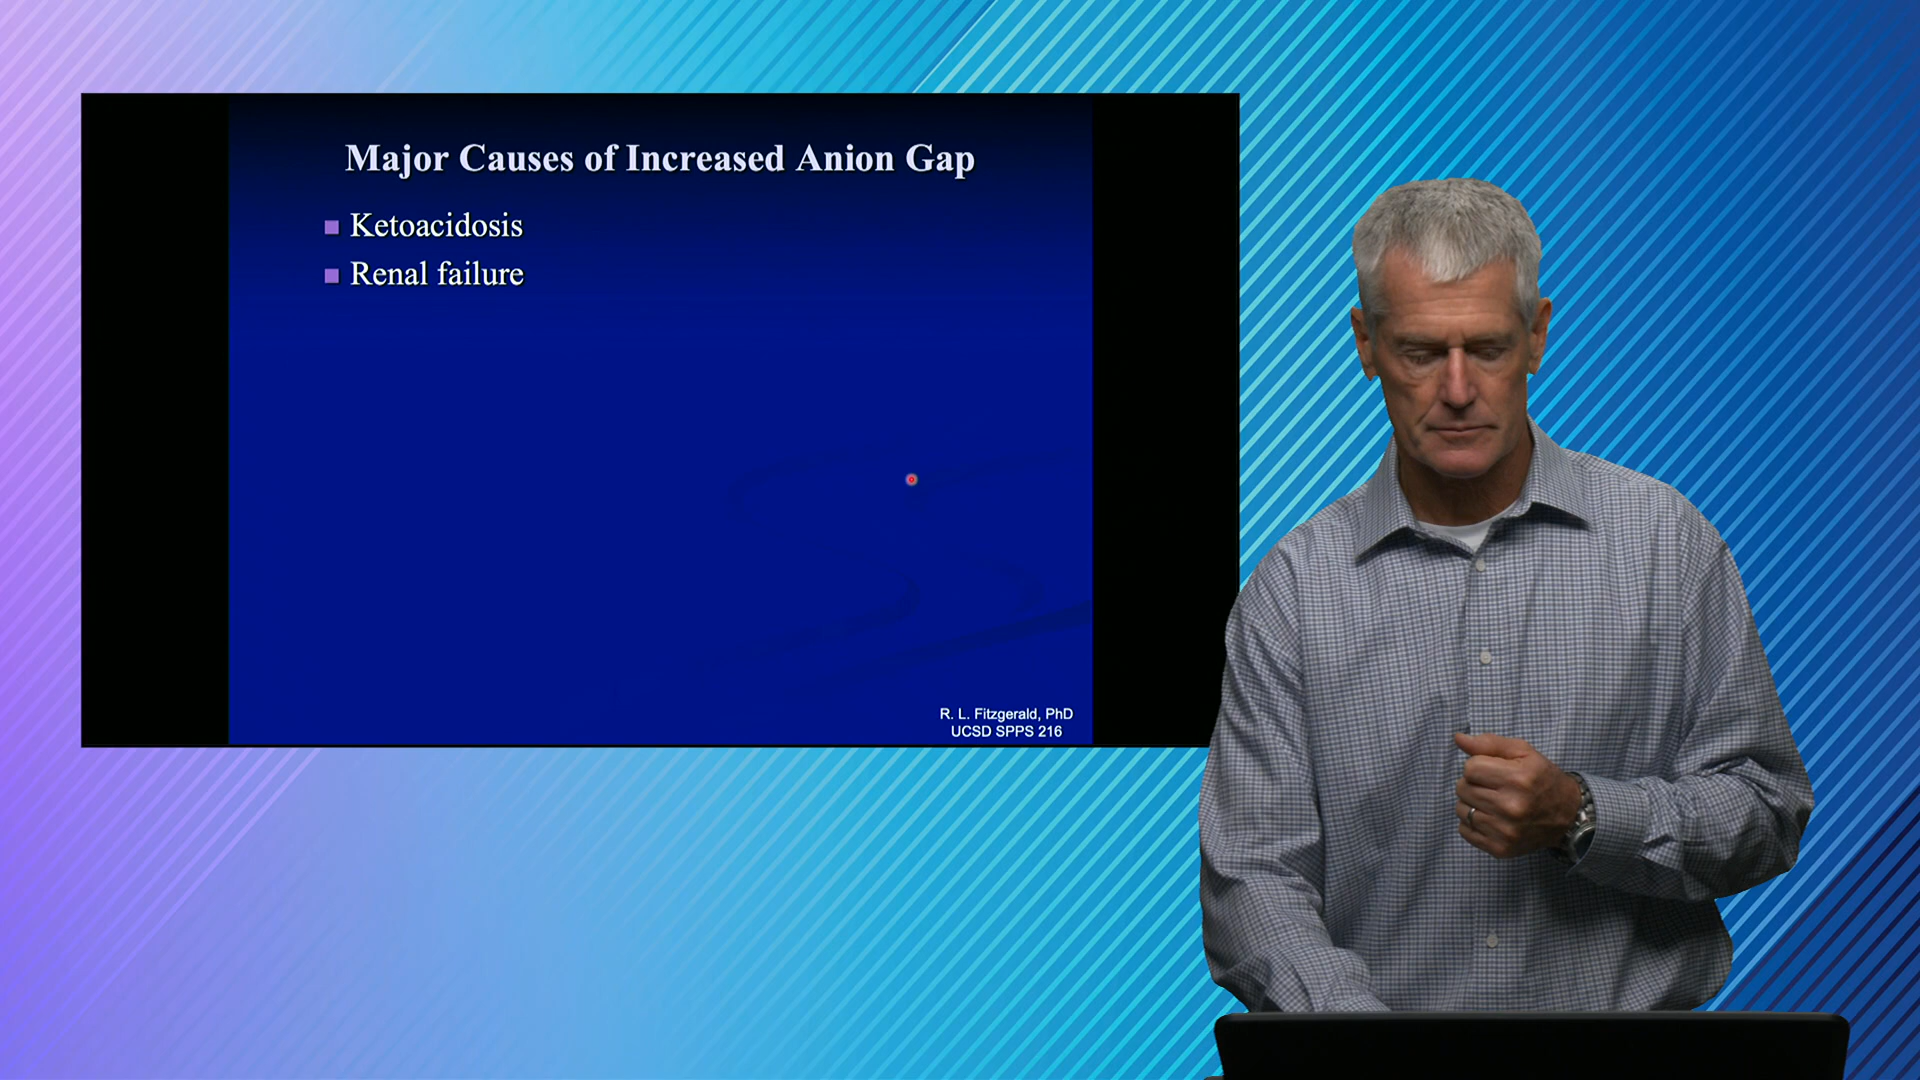 Major Causes of Increased Anion Gap
Ketoacidosis
Renal failure
R. L. Fitzgerald, PhD
UCSD SPPS 216